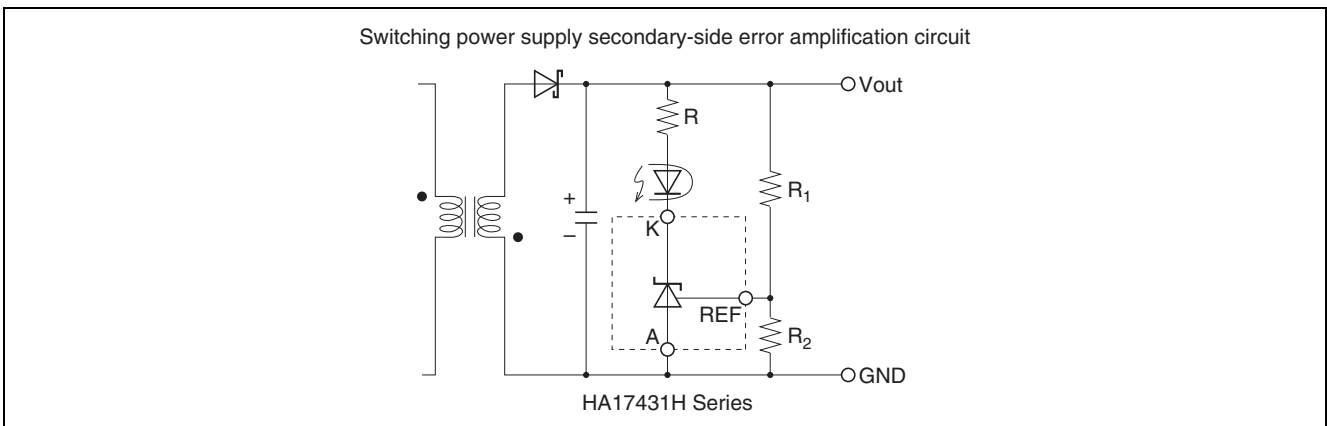 Switching power supply secondary-side error amplification circuit
Vout
R
R1
+
–
K
REF
A
R2
GND
HA17431H Series